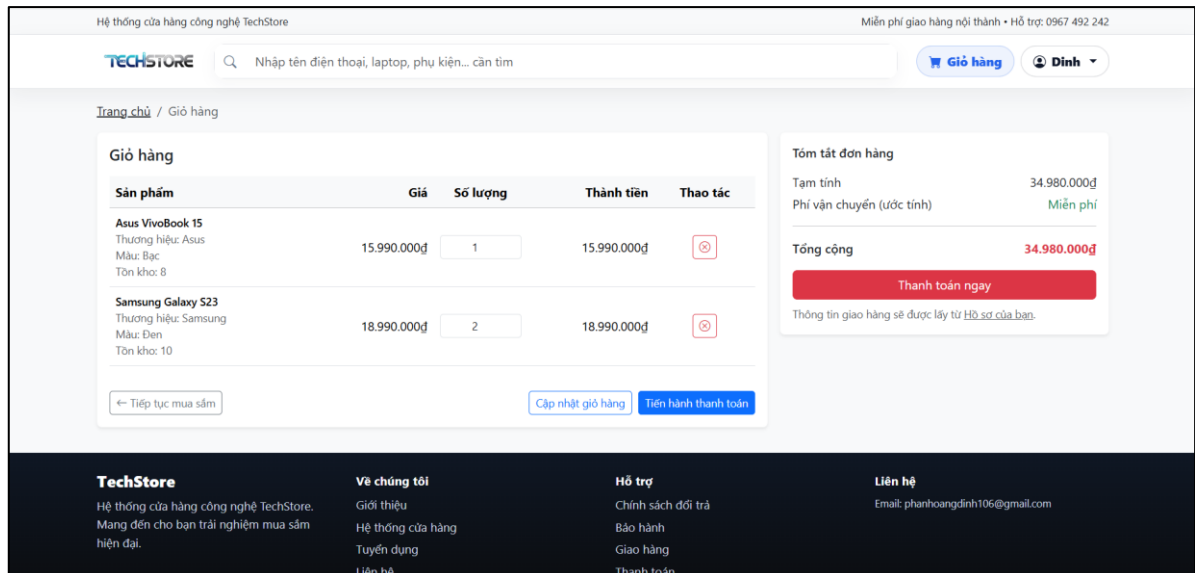 Hệ thống cửa hàng công nghệ TechStore
Miễn phí giao hàng nội thành • Hỗ trợ: 0967 492 242
TECHSTORE
Nhập tên điện thoại, laptop, phụ kiện... cần tìm
Giỏ hàng
Dinh
Trang chủ / Giỏ hàng
Giỏ hàng
Sản phẩm Giá Số lượng Thành tiền Thao tác
Asus VivoBook 15
Thương hiệu: Asus
Màu: Bạc
Tồn kho: 8
15.990.000₫ 1 15.990.000₫
Samsung Galaxy S23
Thương hiệu: Samsung
Màu: Đen
Tồn kho: 10
18.990.000₫ 2 18.990.000₫
← Tiếp tục mua sắm
Cập nhật giỏ hàng
Tiến hành thanh toán
Tóm tắt đơn hàng
Tạm tính 34.980.000₫
Phí vận chuyển (ước tính) Miễn phí
Tổng cộng 34.980.000₫
Thanh toán ngay
Thông tin giao hàng sẽ được lấy từ Hồ sơ của bạn.
TechStore
Hệ thống cửa hàng công nghệ TechStore.
Mang đến cho bạn trải nghiệm mua sắm
hiện đại.
Về chúng tôi
Giới thiệu
Hệ thống cửa hàng
Tuyển dụng
Liên hệ
Hỗ trợ
Chính sách đổi trả
Bảo hành
Giao hàng
Thanh toán
Liên hệ
Email: phanhoangdinh106@gmail.com